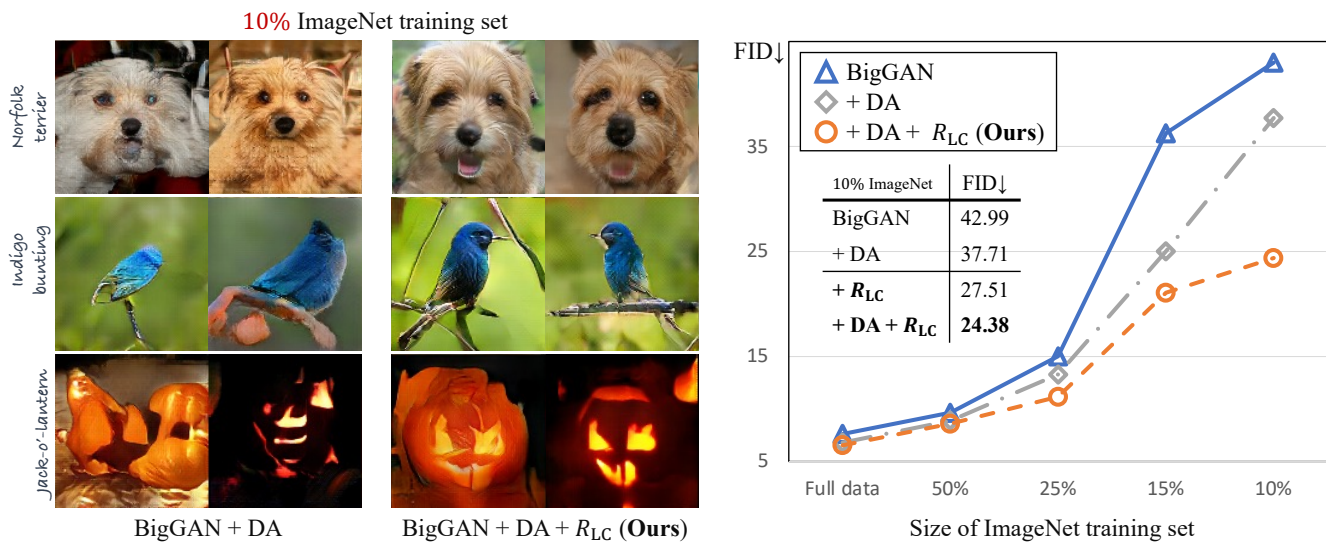 10% ImageNet training set
Norfolk
terrier
Indigo
bunting
Jack-o'-lantern
BigGAN + DA
BigGAN + DA + R_LC (Ours)
FID↓
BigGAN
+ DA
+ DA + R_LC (Ours)
10% ImageNet FID↓
BigGAN 42.99
+ DA 37.71
+ R_LC 27.51
+ DA + R_LC 24.38
35
25
15
5
Full data 50% 25% 15% 10%
Size of ImageNet training set